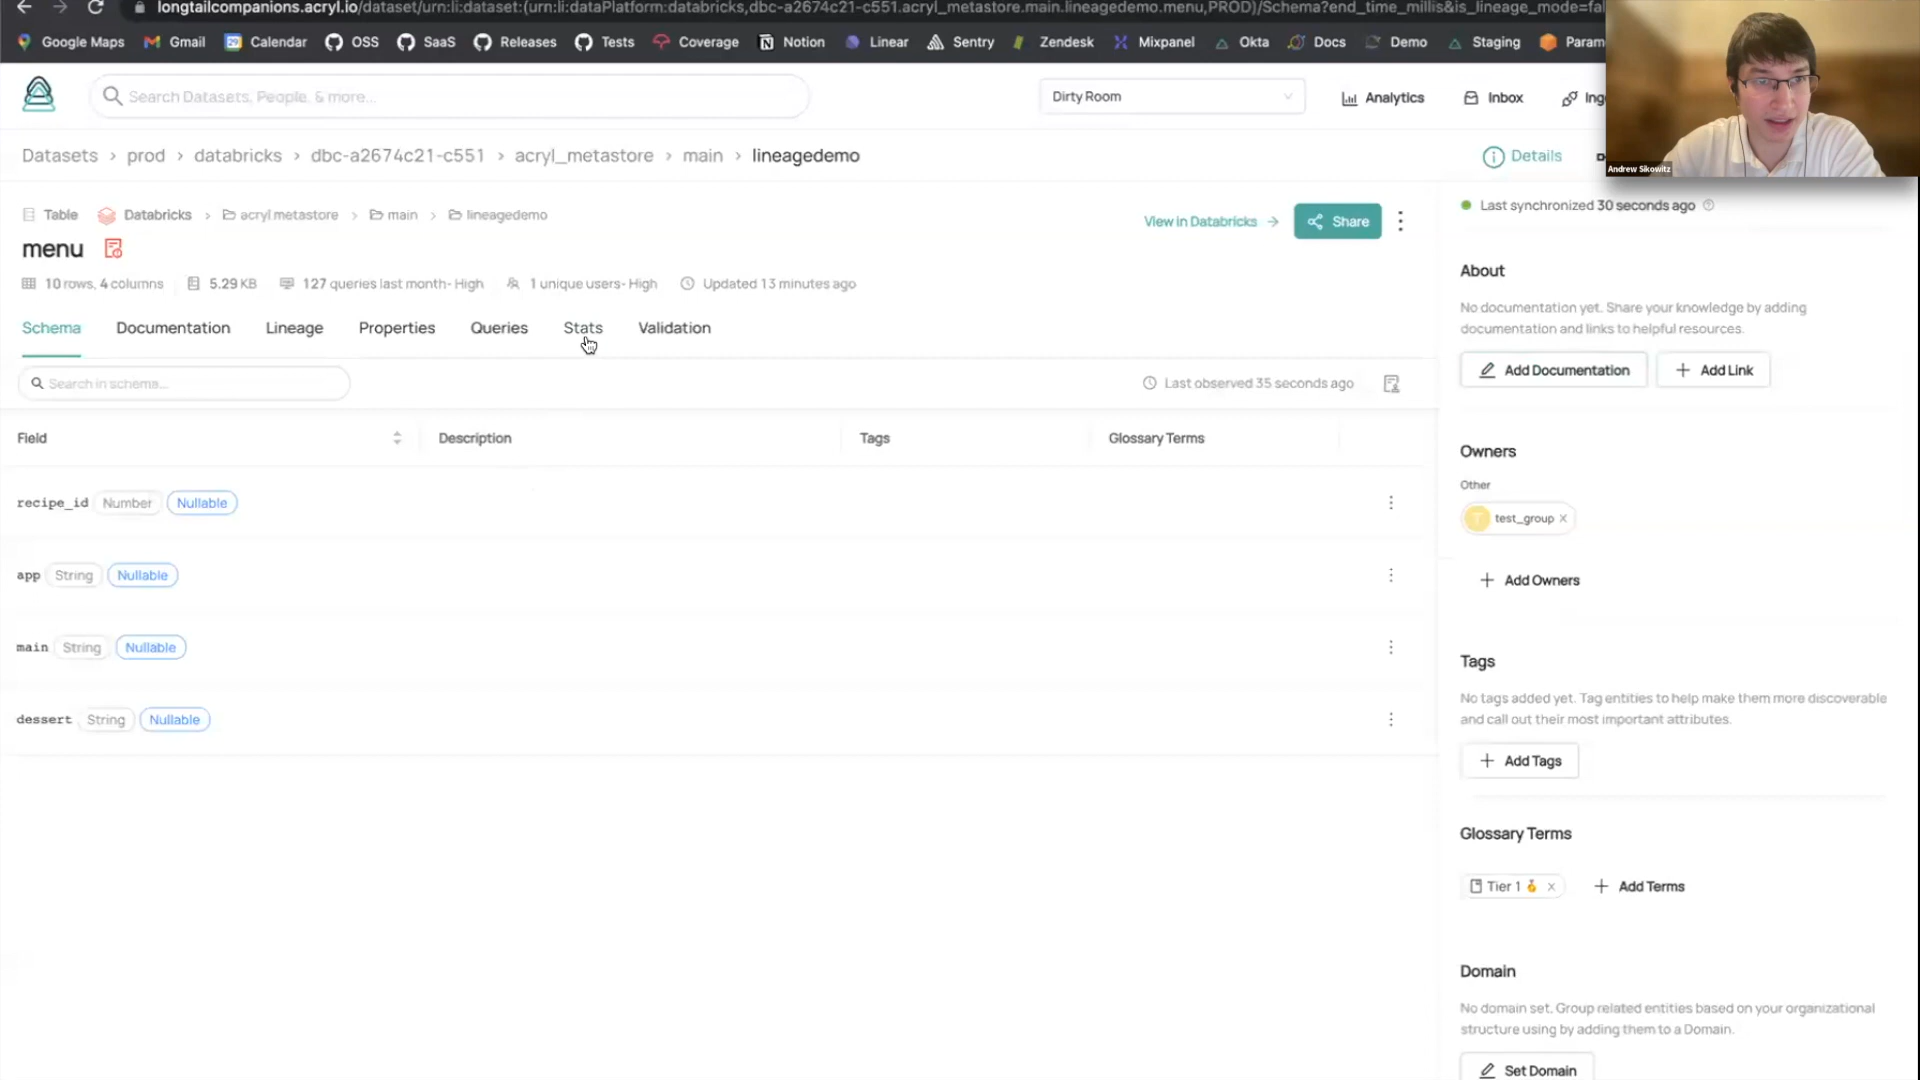 longtailcompanions.acryl.io/dataset/urn:li:dataset:(urn:li:dataPlatform:databricks,dbc-a2674c21-c551.acryl_metastore.main.lineagedemo.menu,PROD)/Schema?end_time_millis&is_lineage_mode=fal
Google Maps Gmail Calendar OSS SaaS Releases Tests Coverage Notion Linear Sentry Zendesk Mixpanel Okta Docs Demo Staging Param
Search Datasets, People, & more...
Dirty Room
Analytics
Inbox
Ing
Andrew Sikowitz
Datasets > prod > databricks > dbc-a2674c21-c551 > acryl_metastore > main > lineagedemo
Details
Table Databricks > acryl metastore > main > lineagedemo
View in Databricks →
Share
menu
10 rows, 4 columns 5.29 KB 127 queries last month- High 1 unique users- High Updated 13 minutes ago
Schema Documentation Lineage Properties Queries Stats Validation
Search in schema...
Last observed 35 seconds ago
Field Description Tags Glossary Terms
recipe_id Number Nullable
app String Nullable
main String Nullable
dessert String Nullable
Last synchronized 30 seconds ago
About
No documentation yet. Share your knowledge by adding
documentation and links to helpful resources.
Add Documentation + Add Link
Owners
Other
T test_group ×
+ Add Owners
Tags
No tags added yet. Tag entities to help make them more discoverable
and call out their most important attributes.
+ Add Tags
Glossary Terms
Tier 1 × + Add Terms
Domain
No domain set. Group related entities based on your organizational
structure using by adding them to a Domain.
Set Domain